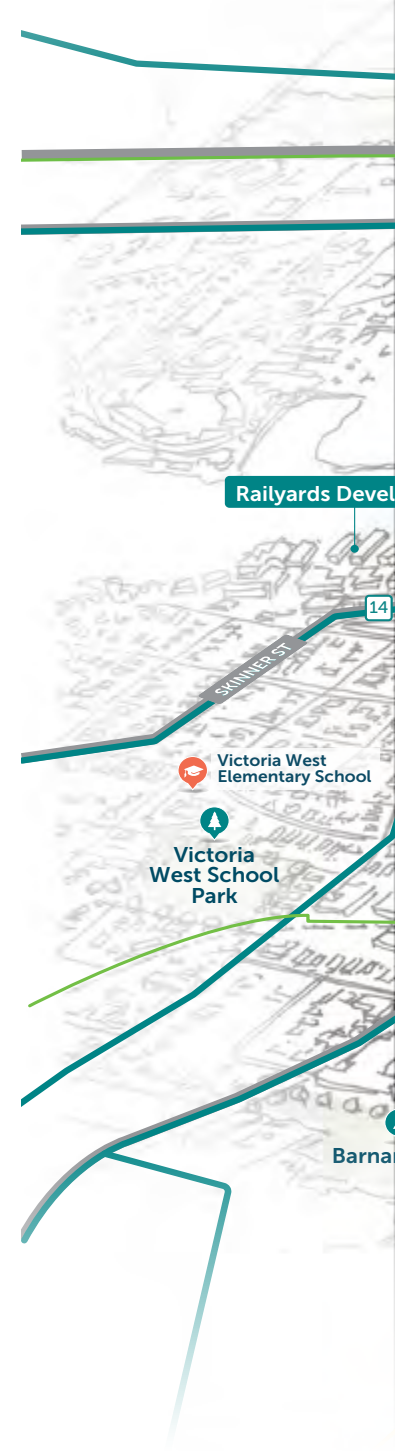 Railyards Devel
14
SKINNER ST
Victoria West
Elementary School
Victoria
West School
Park
Barnar